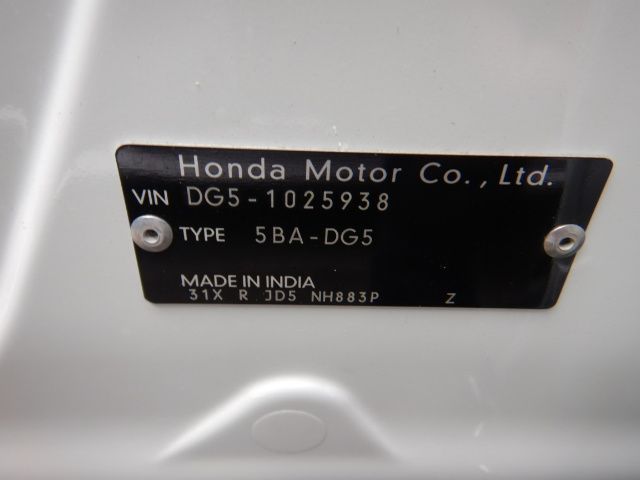 Honda Motor Co., Ltd.
VIN DG5-1025938
TYPE 5BA-DG5
MADE IN INDIA
31X R JD5 NH883P Z